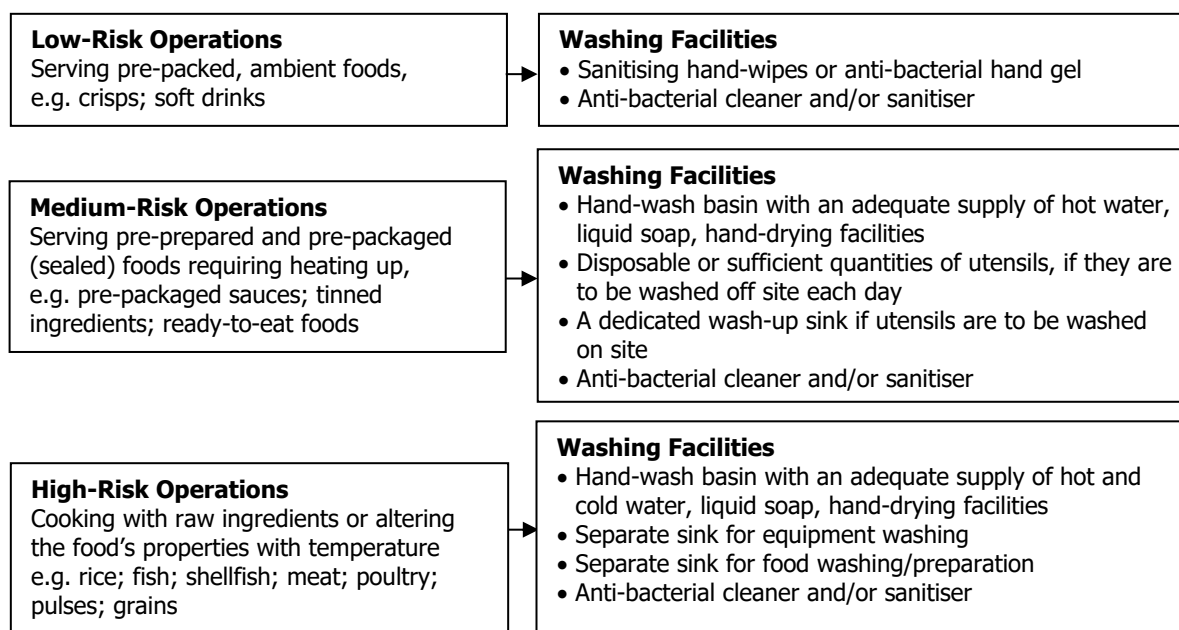 Low-Risk Operations
Serving pre-packed, ambient foods,
e.g. crisps; soft drinks
Washing Facilities
• Sanitising hand-wipes or anti-bacterial hand gel
• Anti-bacterial cleaner and/or sanitiser
Medium-Risk Operations
Serving pre-prepared and pre-packaged
(sealed) foods requiring heating up,
e.g. pre-packaged sauces; tinned
ingredients; ready-to-eat foods
Washing Facilities
• Hand-wash basin with an adequate supply of hot water,
liquid soap, hand-drying facilities
• Disposable or sufficient quantities of utensils, if they are
to be washed off site each day
• A dedicated wash-up sink if utensils are to be washed
on site
• Anti-bacterial cleaner and/or sanitiser
High-Risk Operations
Cooking with raw ingredients or altering
the food's properties with temperature
e.g. rice; fish; shellfish; meat; poultry;
pulses; grains
Washing Facilities
• Hand-wash basin with an adequate supply of hot and
cold water, liquid soap, hand-drying facilities
• Separate sink for equipment washing
• Separate sink for food washing/preparation
• Anti-bacterial cleaner and/or sanitiser